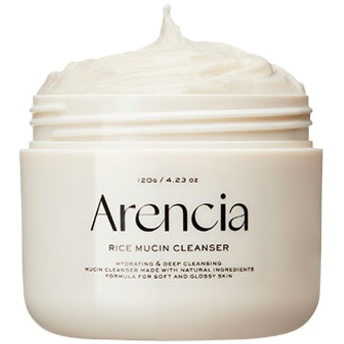 120g / 4.23 oz
Arencia
RICE MUCIN CLEANSER
HYDRATING & DEEP CLEANSING
MUCIN CLEANSER MADE WITH NATURAL INGREDIENTS
FORMULA FOR SOFT AND GLOSSY SKIN